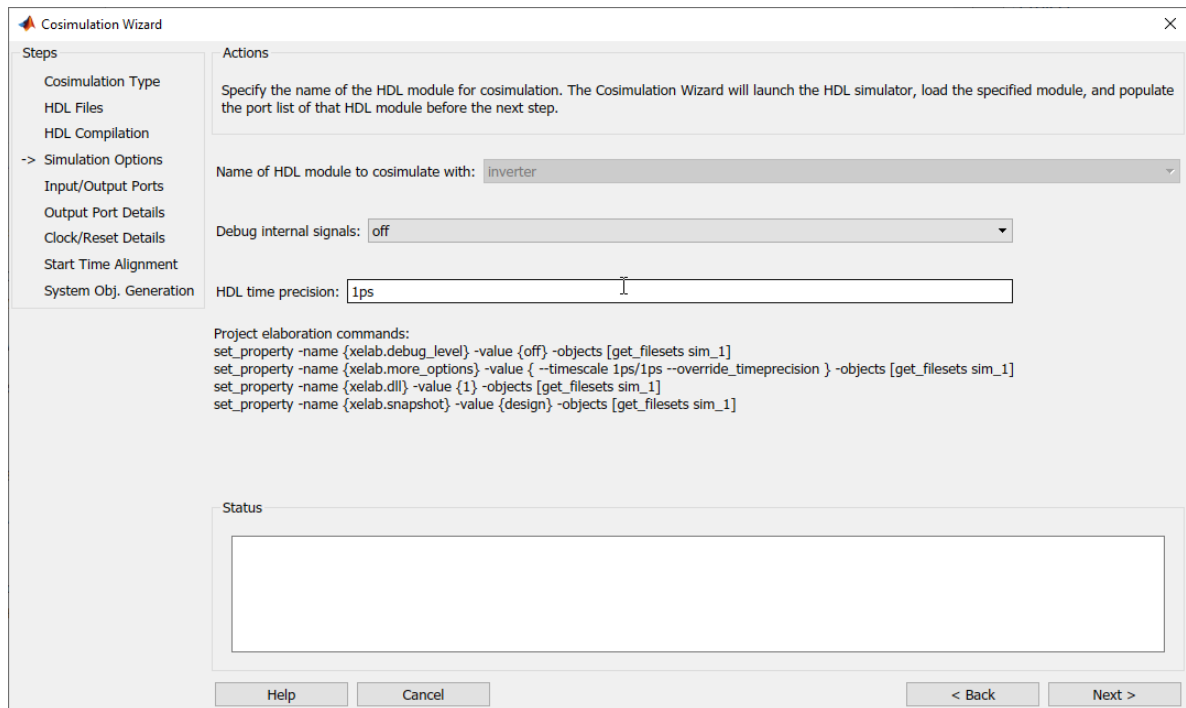 Cosimulation Wizard
Steps
Cosimulation Type
HDL Files
HDL Compilation
-> Simulation Options
Input/Output Ports
Output Port Details
Clock/Reset Details
Start Time Alignment
System Obj. Generation
Actions
Specify the name of the HDL module for cosimulation. The Cosimulation Wizard will launch the HDL simulator, load the specified module, and populate
the port list of that HDL module before the next step.
Name of HDL module to cosimulate with: inverter
Debug internal signals: off
HDL time precision: 1ps
Project elaboration commands:
set_property -name {xelab.debug_level} -value {off} -objects [get_filesets sim_1]
set_property -name {xelab.more_options} -value { --timescale 1ps/1ps --override_timeprecision } -objects [get_filesets sim_1]
set_property -name {xelab.dll} -value {1} -objects [get_filesets sim_1]
set_property -name {xelab.snapshot} -value {design} -objects [get_filesets sim_1]
Status
Help Cancel < Back Next >